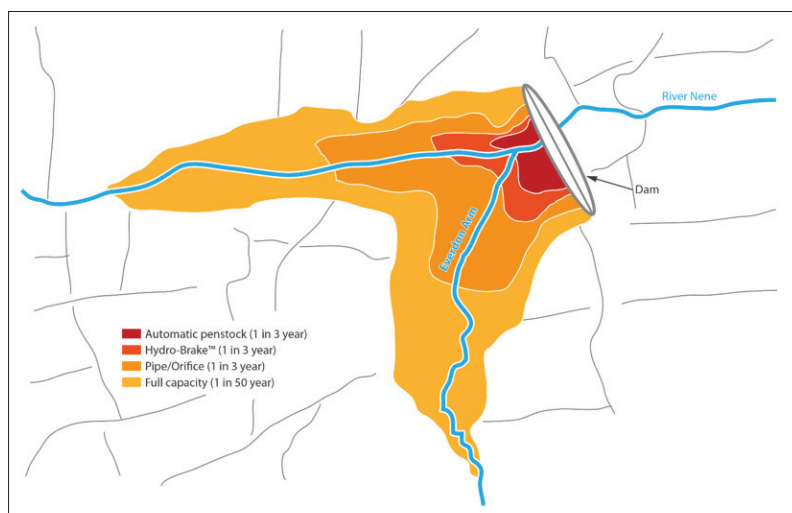 River Nene
Dam
Everdon Arm
Automatic penstock (1 in 3 year)
Hydro-Brake™ (1 in 3 year)
Pipe/Orifice (1 in 3 year)
Full capacity (1 in 50 year)